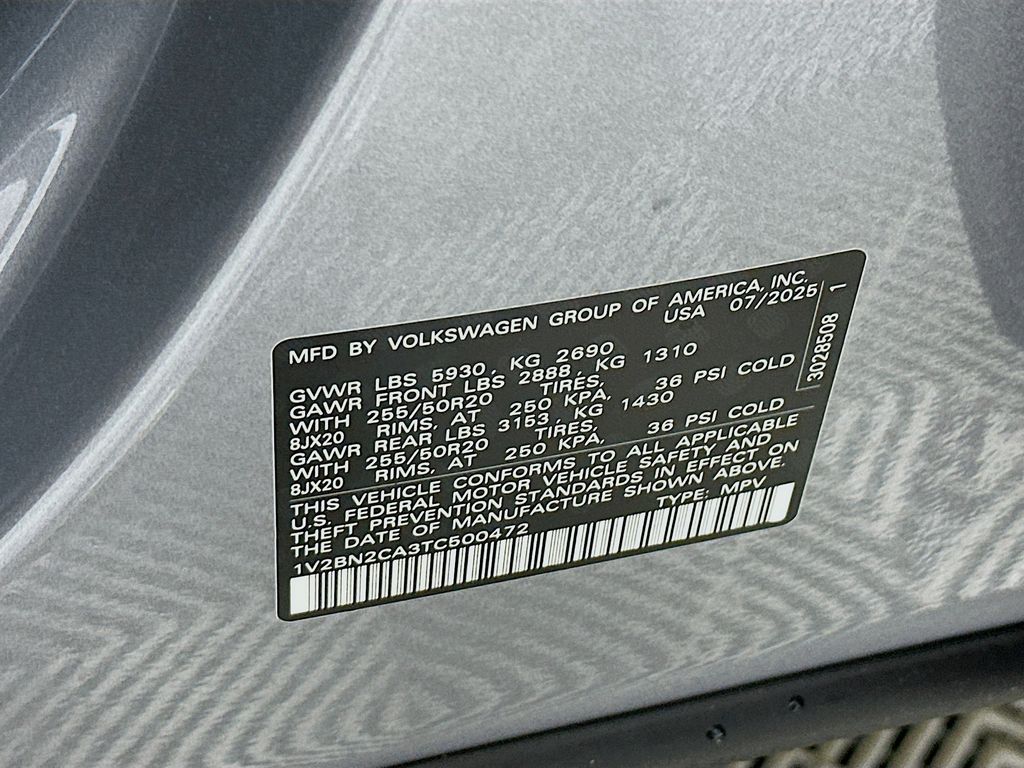 MFD BY VOLKSWAGEN GROUP OF AMERICA, INC.
USA 07/2025
GVWR LBS 5930, KG 2690
GAWR FRONT LBS 2888, KG 1310
WITH 255/50R20 TIRES,
8JX20 RIMS, AT 250 KPA, 36 PSI COLD
GAWR REAR LBS 3153, KG 1430
WITH 255/50R20 TIRES,
8JX20 RIMS, AT 250 KPA, 36 PSI COLD
THIS VEHICLE CONFORMS TO ALL APPLICABLE
U.S. FEDERAL MOTOR VEHICLE SAFETY AND
THEFT PREVENTION STANDARDS IN EFFECT ON
THE DATE OF MANUFACTURE SHOWN ABOVE.
1V2BN2CA3TC500472 TYPE: MPV
3028508 1